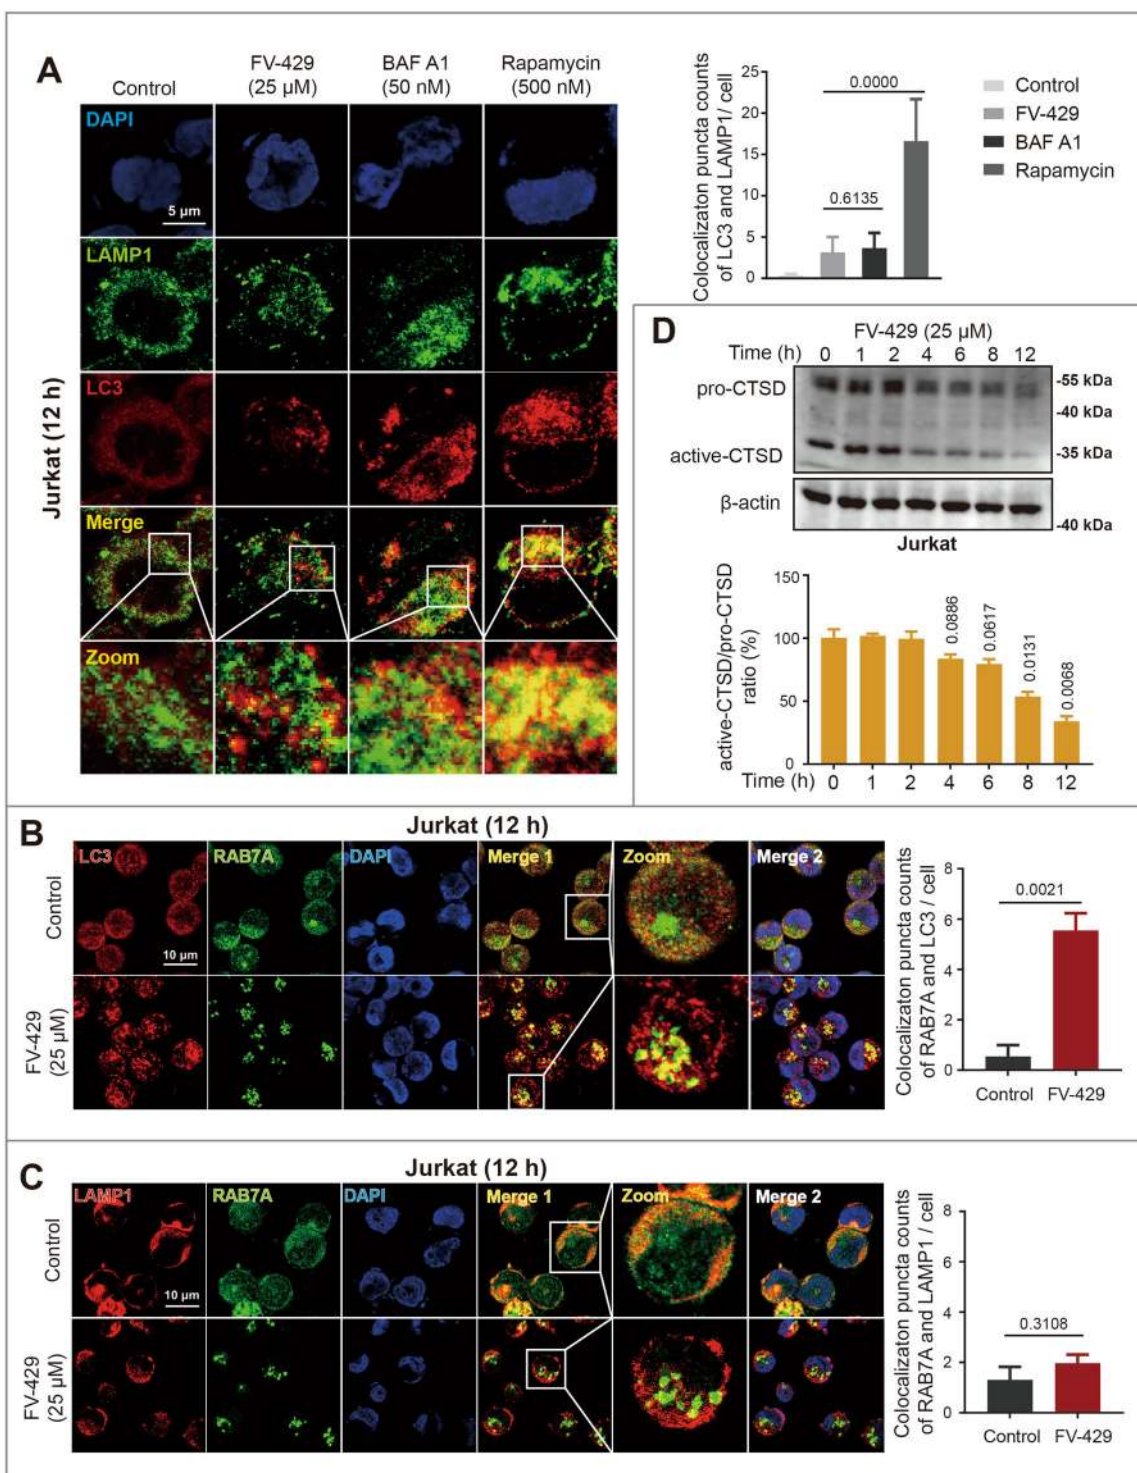 A
Control
FV-429
(25 µM)
BAF A1
(50 nM)
Rapamycin
(500 nM)
Jurkat (12 h)
DAPI
5 µm
LAMP1
LC3
Merge
Zoom
Colocalizaton puncta counts
of LC3 and LAMP1/ cell
25
20
15
10
5
0
0.0000
0.6135
Control
FV-429
BAF A1
Rapamycin
D
FV-429 (25 µM)
Time (h) 0 1 2 4 6 8 12
pro-CTSD
-55 kDa
-40 kDa
active-CTSD
-35 kDa
β-actin
-40 kDa
Jurkat
active-CTSD/pro-CTSD
ratio (%)
150
100
50
0
0.0886
0.0617
0.0131
0.0068
Time (h) 0 1 2 4 6 8 12
B
Jurkat (12 h)
LC3 RAB7A DAPI Merge 1 Zoom Merge 2
Control
10 µm
FV-429
(25 µM)
Colocalizaton puncta counts
of RAB7A and LC3 / cell
8
6
4
2
0
0.0021
Control FV-429
C
Jurkat (12 h)
LAMP1 RAB7A DAPI Merge 1 Zoom Merge 2
Control
10 µm
FV-429
(25 µM)
Colocalizaton puncta counts
of RAB7A and LAMP1 / cell
8
6
4
2
0
0.3108
Control FV-429